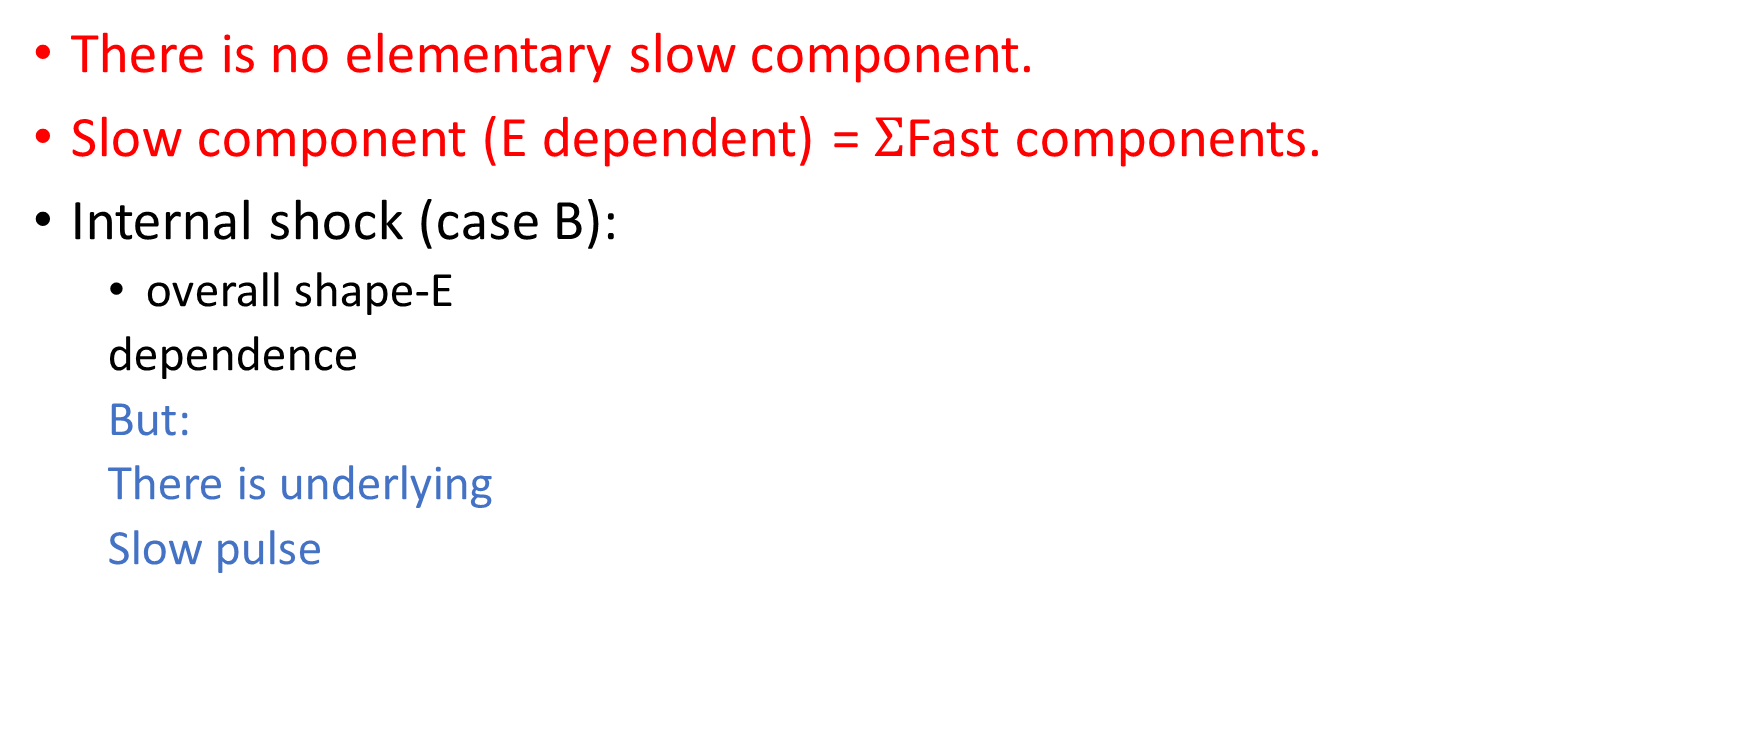 • There is no elementary slow component.
• Slow component (E dependent) = ΣFast components.
• Internal shock (case B):
• overall shape-E
dependence
But:
There is underlying
Slow pulse